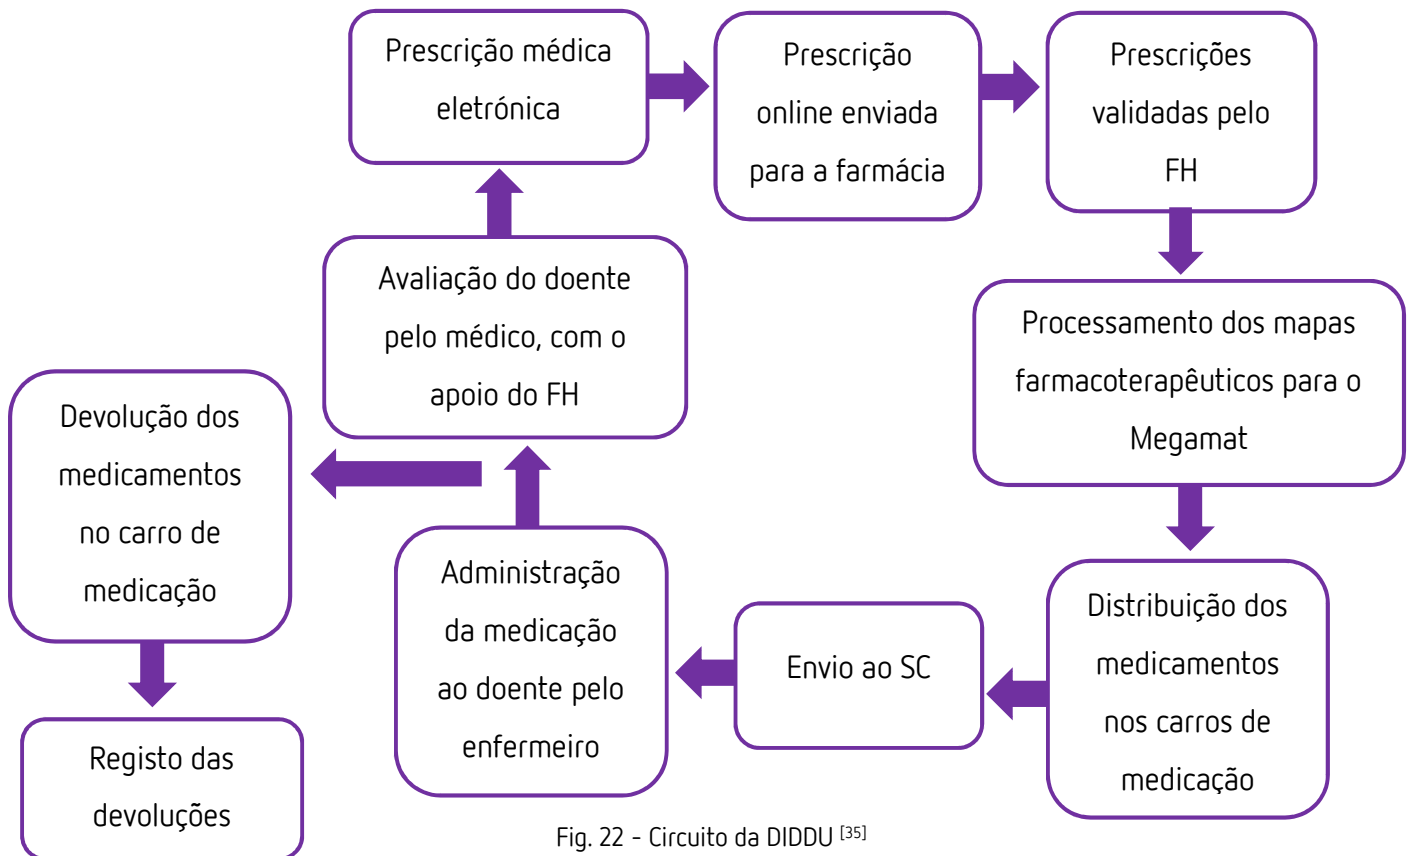 Prescrição médica
eletrónica
Prescrição
online enviada
para a farmácia
Prescrições
validadas pelo
FH
Processamento dos mapas
farmacoterapêuticos para o
Megamat
Distribuição dos
medicamentos
nos carros de
medicação
Envio ao SC
Administração
da medicação
ao doente pelo
enfermeiro
Avaliação do doente
pelo médico, com o
apoio do FH
Devolução dos
medicamentos
no carro de
medicação
Registo das
devoluções
Fig. 22 - Circuito da DIDDU [35]